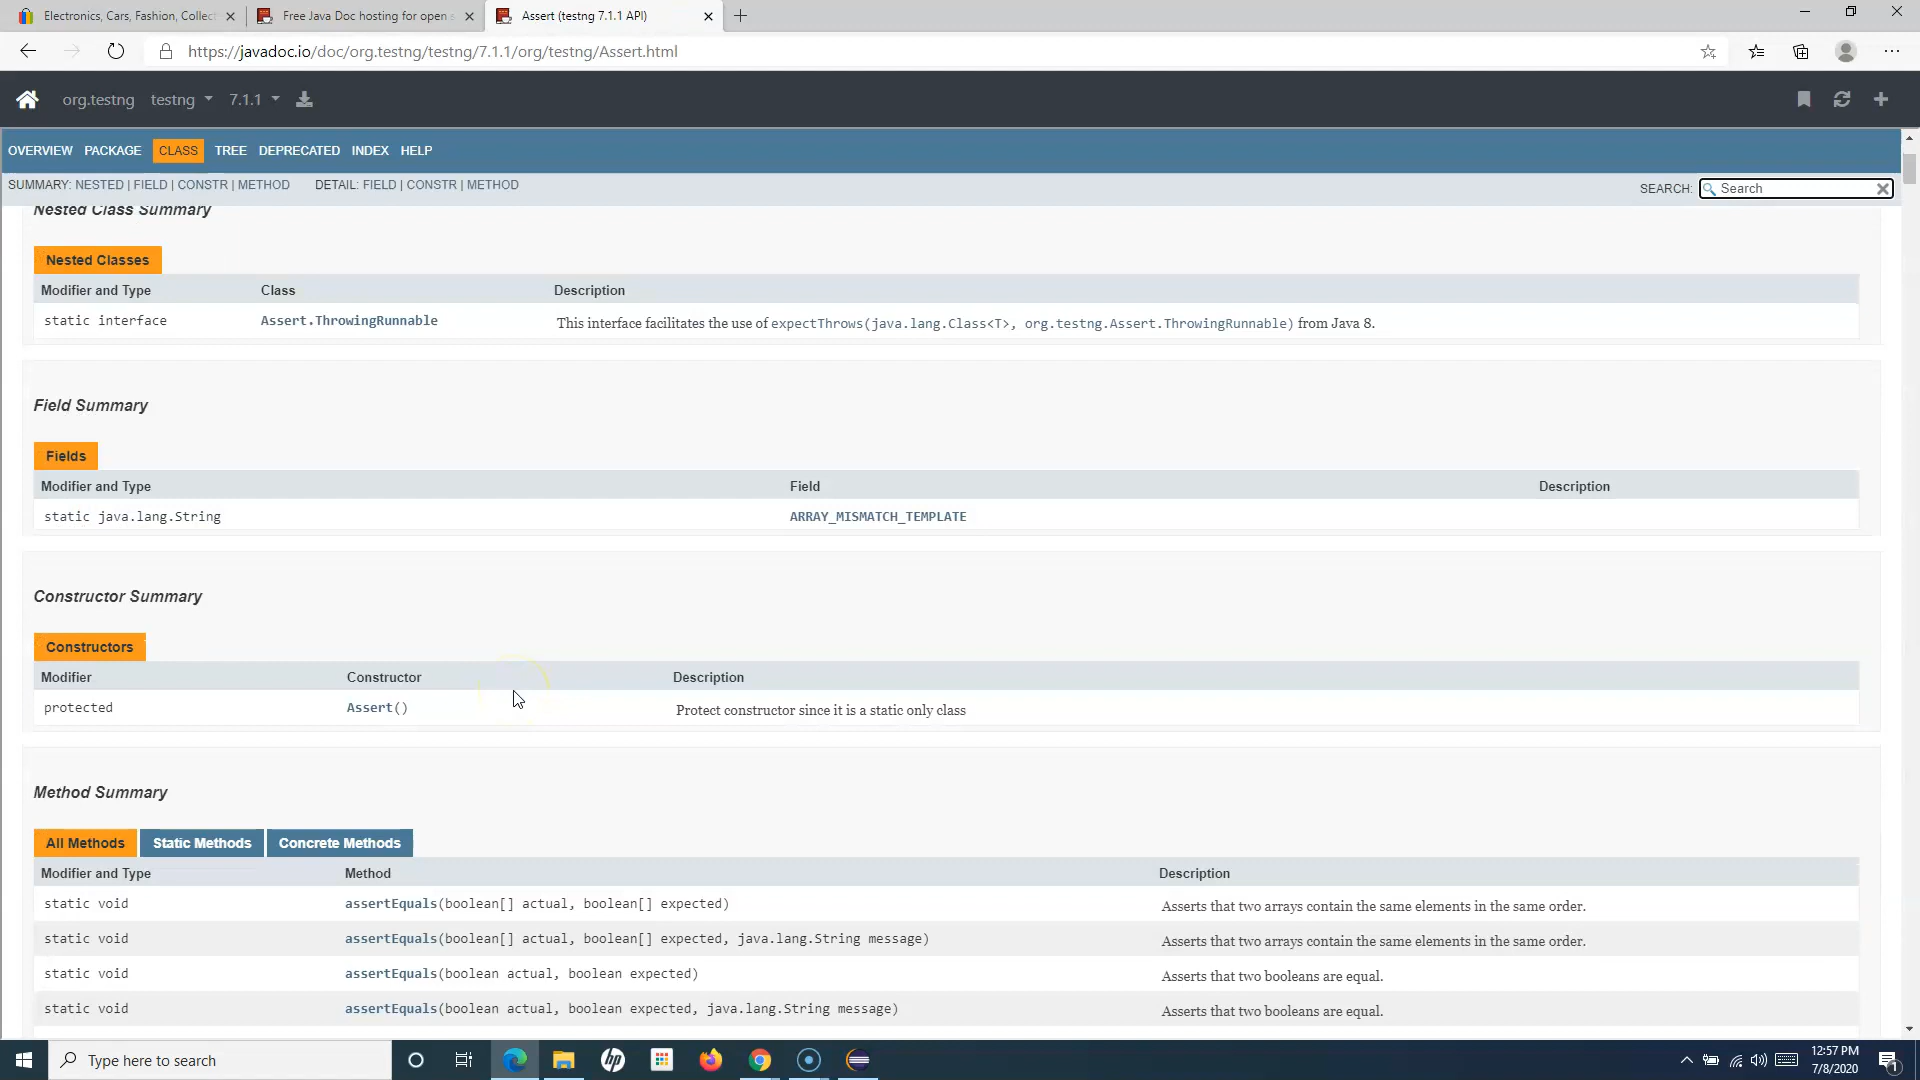 Electronics, Cars, Fashion, Collect
Free Java Doc hosting for open s
Assert (testng 7.1.1 API)
https://javadoc.io/doc/org.testng/testng/7.1.1/org/testng/Assert.html
org.testng testng 7.1.1
OVERVIEW PACKAGE CLASS TREE DEPRECATED INDEX HELP
SUMMARY: NESTED | FIELD | CONSTR | METHOD DETAIL: FIELD | CONSTR | METHOD
SEARCH: Search
Nested Class Summary
Nested Classes
Modifier and Type Class Description
static interface Assert.ThrowingRunnable This interface facilitates the use of expectThrows(java.lang.Class<T>, org.testng.Assert.ThrowingRunnable) from Java 8.
Field Summary
Fields
Modifier and Type Field Description
static java.lang.String ARRAY_MISMATCH_TEMPLATE
Constructor Summary
Constructors
Modifier Constructor Description
protected Assert() Protect constructor since it is a static only class
Method Summary
All Methods Static Methods Concrete Methods
Modifier and Type Method Description
static void assertEquals(boolean[] actual, boolean[] expected) Asserts that two arrays contain the same elements in the same order.
static void assertEquals(boolean[] actual, boolean[] expected, java.lang.String message) Asserts that two arrays contain the same elements in the same order.
static void assertEquals(boolean actual, boolean expected) Asserts that two booleans are equal.
static void assertEquals(boolean actual, boolean expected, java.lang.String message) Asserts that two booleans are equal.
Type here to search
hp
12:57 PM
7/8/2020
1